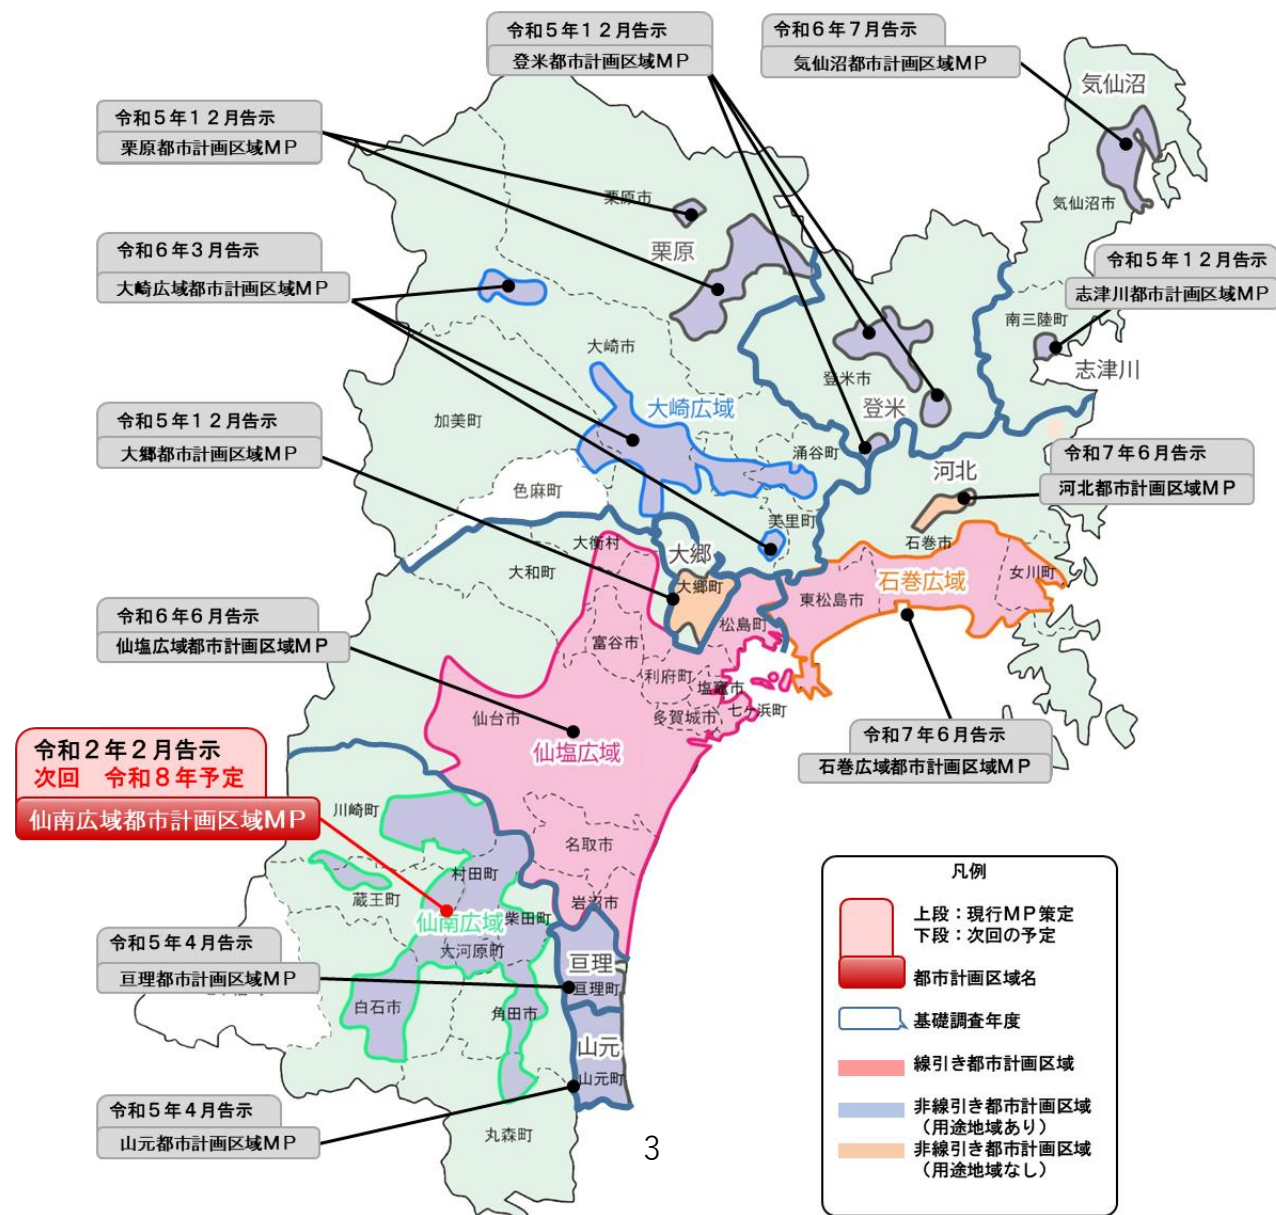 令和５年１２月告示
登米都市計画区域ＭＰ
令和６年７月告示
気仙沼都市計画区域ＭＰ
気仙沼
気仙沼市
令和５年１２月告示
栗原都市計画区域ＭＰ
栗原市
栗原
令和６年３月告示
大崎広域都市計画区域ＭＰ
令和５年１２月告示
志津川都市計画区域ＭＰ
南三陸町
志津川
大崎市
大崎広域
登米市
登米
加美町
色麻町
涌谷町
美里町
令和５年１２月告示
大郷都市計画区域ＭＰ
令和７年６月告示
河北都市計画区域ＭＰ
河北
石巻市
大衡村
大和町
大郷
大郷町
石巻広域
女川町
東松島市
松島町
令和６年６月告示
仙塩広域都市計画区域ＭＰ
富谷市
利府町
塩竈市
多賀城市
七ヶ浜町
仙台市
仙塩広域
令和７年６月告示
石巻広域都市計画区域ＭＰ
令和２年２月告示
次回　令和８年予定
仙南広域都市計画区域ＭＰ
川崎町
名取市
村田町
蔵王町
岩沼市
柴田町
仙南広域
大河原町
令和５年４月告示
亘理都市計画区域ＭＰ
亘理
亘理町
白石市
角田市
山元
山元町
令和５年４月告示
山元都市計画区域ＭＰ
丸森町
3
凡例
上段：現行ＭＰ策定
下段：次回の予定
都市計画区域名
基礎調査年度
線引き都市計画区域
非線引き都市計画区域
（用途地域あり）
非線引き都市計画区域
（用途地域なし）